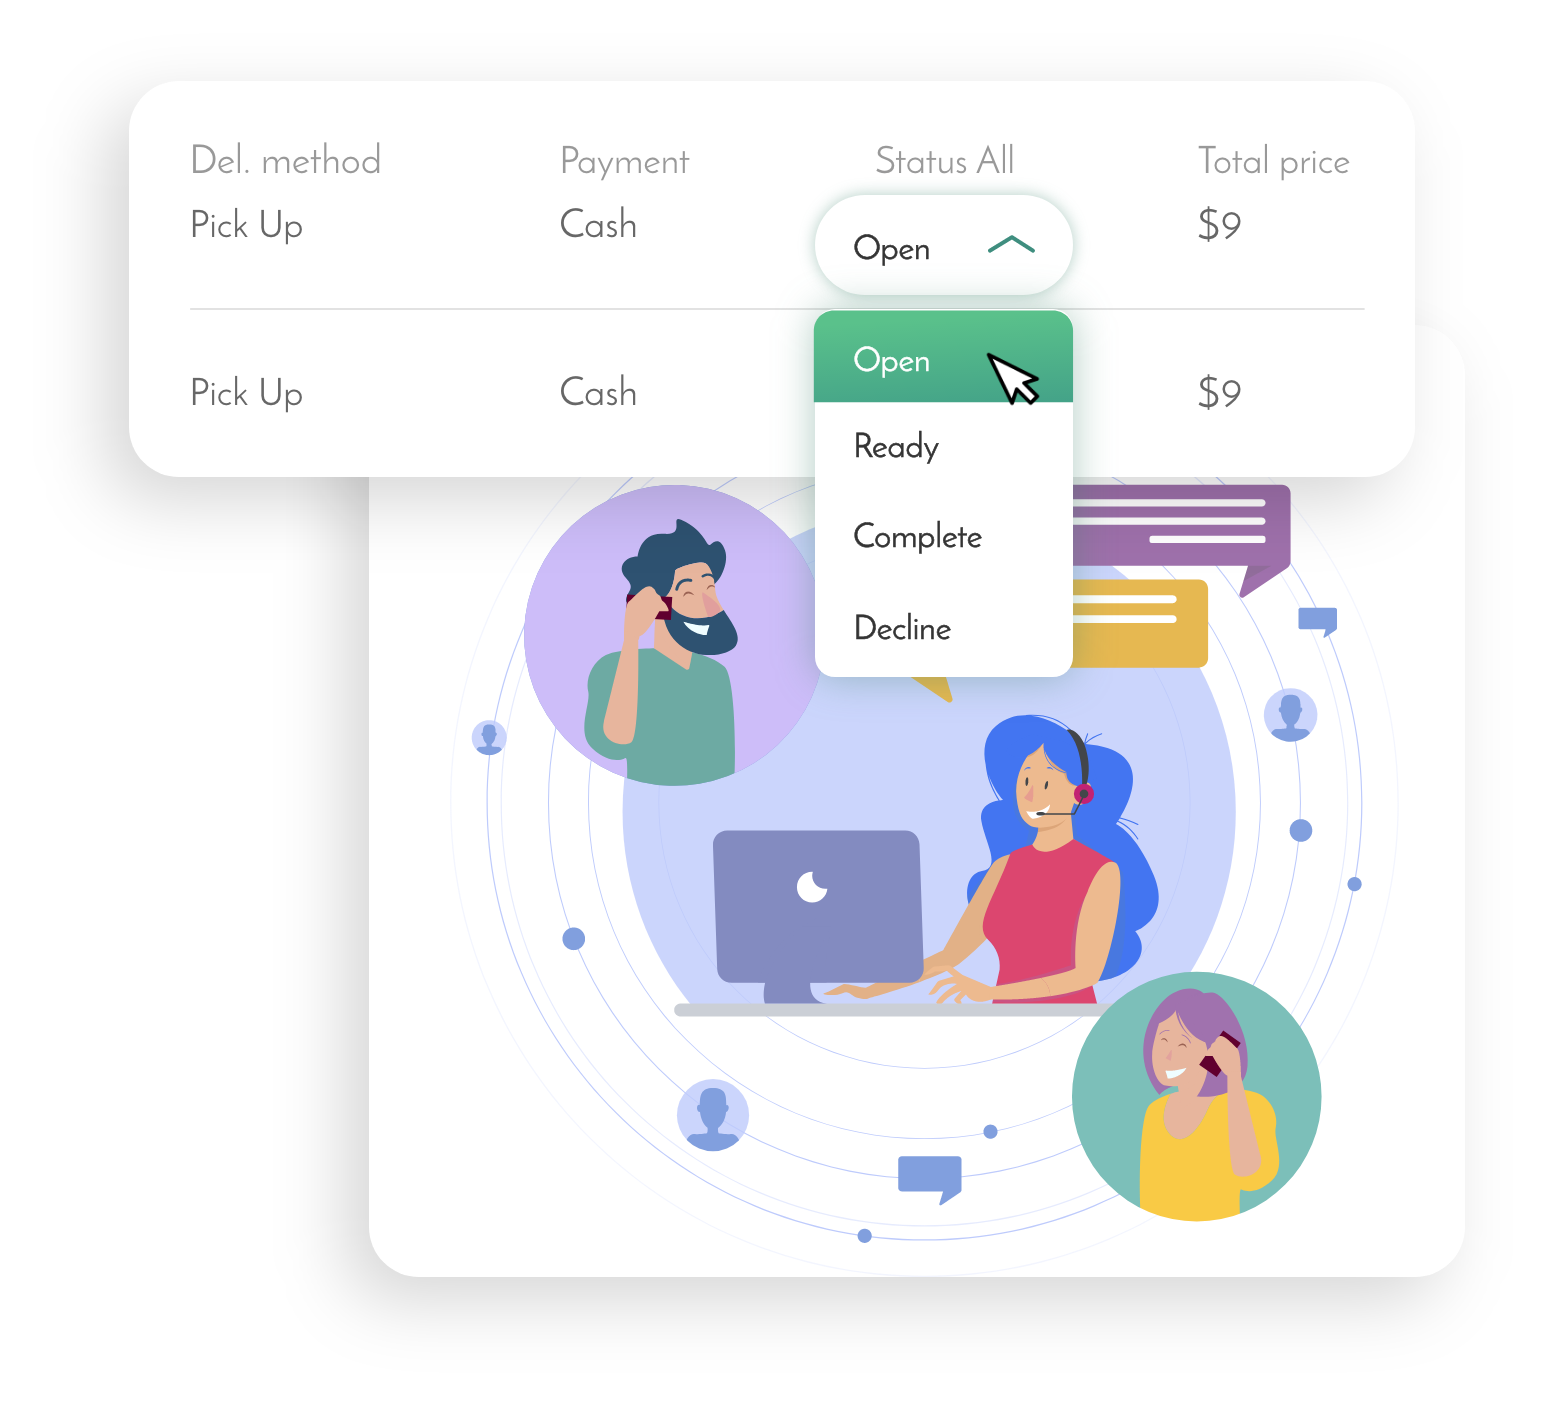 Del. method Payment Status All Total price
Pick Up Cash Open $9
Open
Pick Up Cash $9
Ready
Complete
Decline